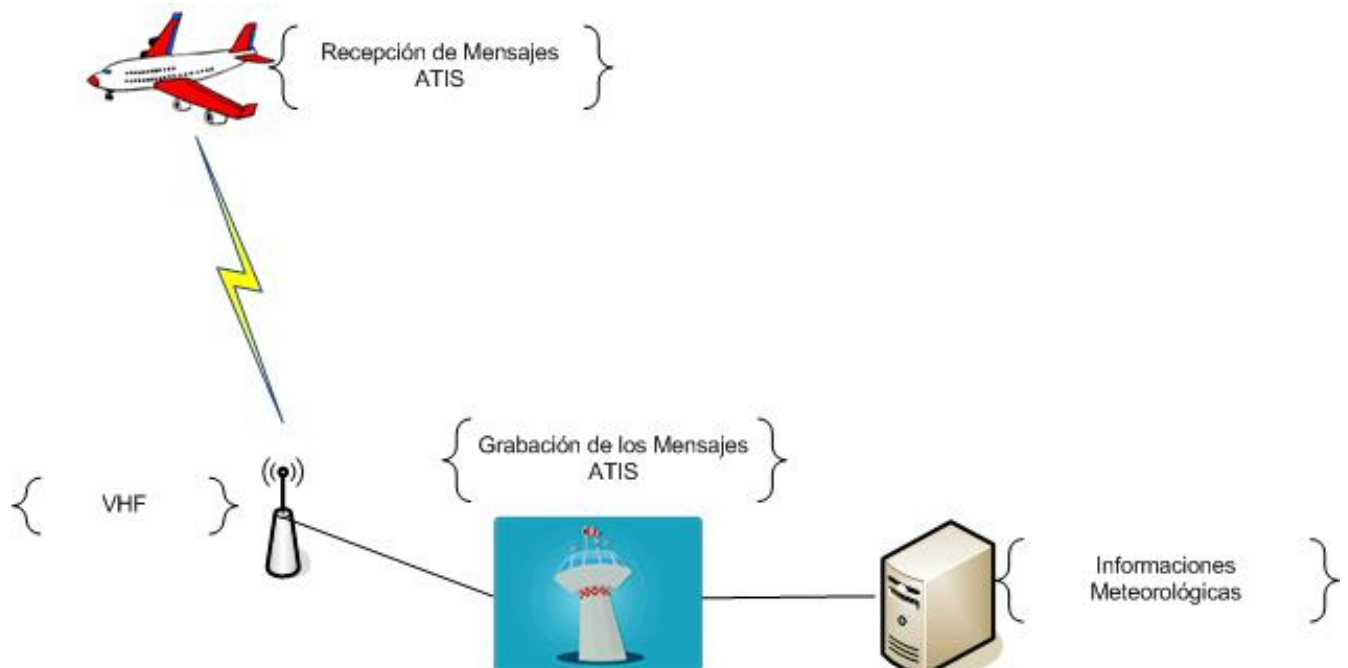 Recepción de Mensajes
ATIS
Grabación de los Mensajes
ATIS
VHF
Informaciones
Meteorológicas